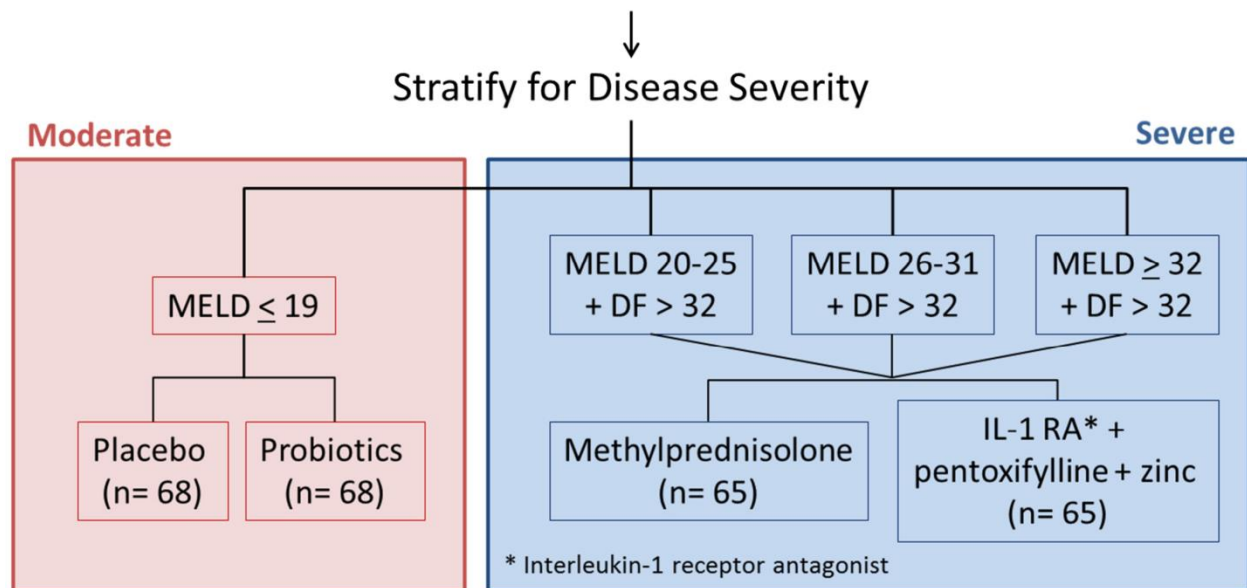 Stratify for Disease Severity
Moderate
Severe
MELD ≤ 19
MELD 20-25
+ DF > 32
MELD 26-31
+ DF > 32
MELD ≥ 32
+ DF > 32
Placebo
(n= 68)
Probiotics
(n= 68)
Methylprednisolone
(n= 65)
IL-1 RA* +
pentoxifylline + zinc
(n= 65)
* Interleukin-1 receptor antagonist